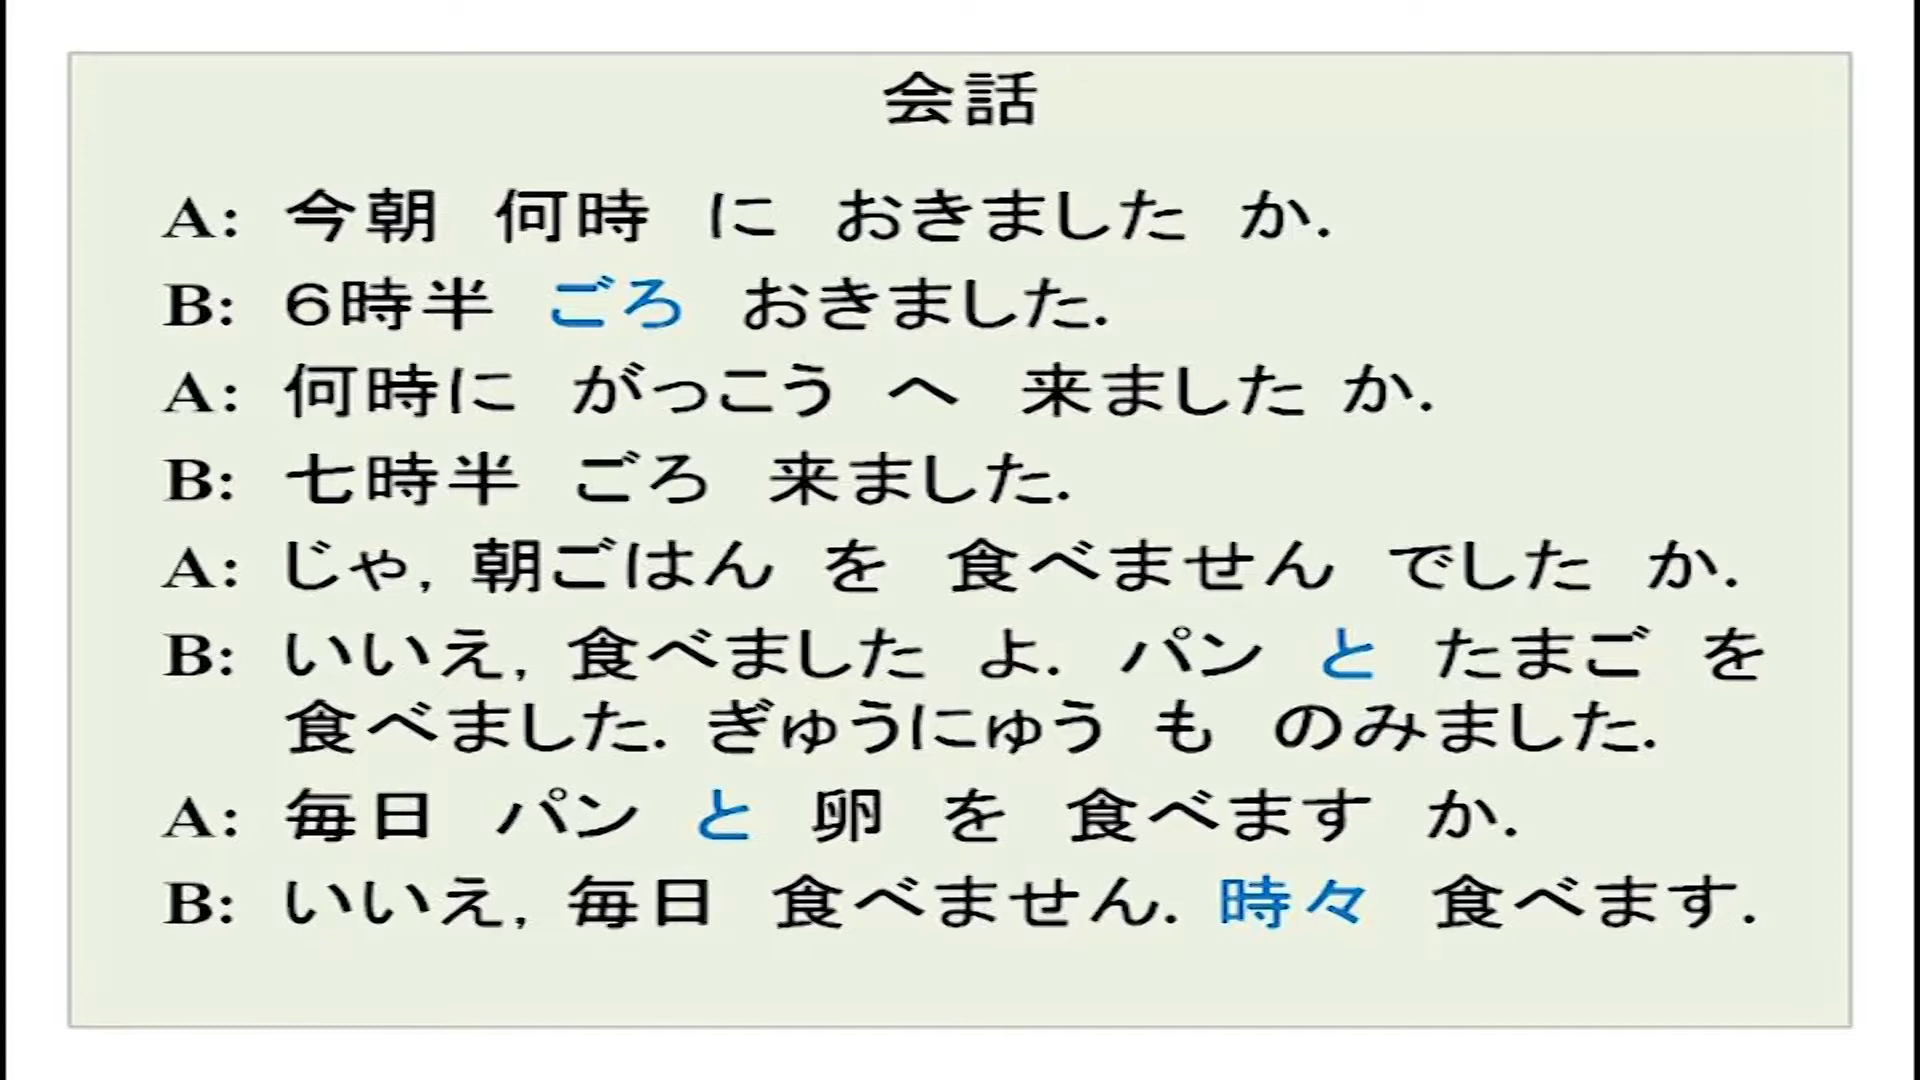 会話
A: 今朝 何時 に おきました か.
B: 6時半 ごろ おきました.
A: 何時に がっこう へ 来ました か.
B: 七時半 ごろ 来ました.
A: じゃ, 朝ごはん を 食べません でした か.
B: いいえ, 食べました よ. パン と たまご を
食べました. ぎゅうにゅう も のみました.
A: 毎日 パン と 卵 を 食べます か.
B: いいえ, 毎日 食べません. 時々 食べます.